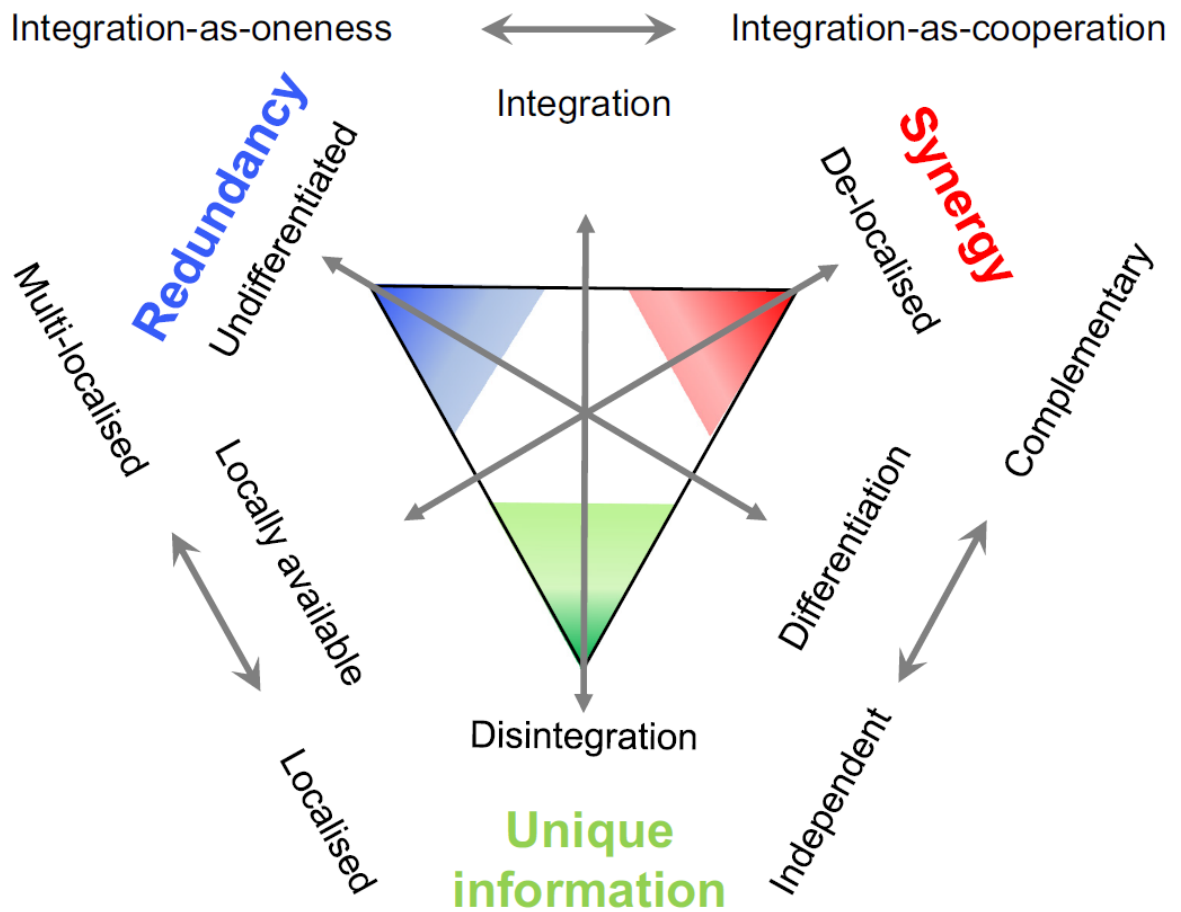 Integration-as-oneness
Integration-as-cooperation
Integration
Redundancy
Undifferentiated
Synergy
De-localised
Multi-localised
Complementary
Locally available
Differentiation
Disintegration
Localised
Independent
Unique
information